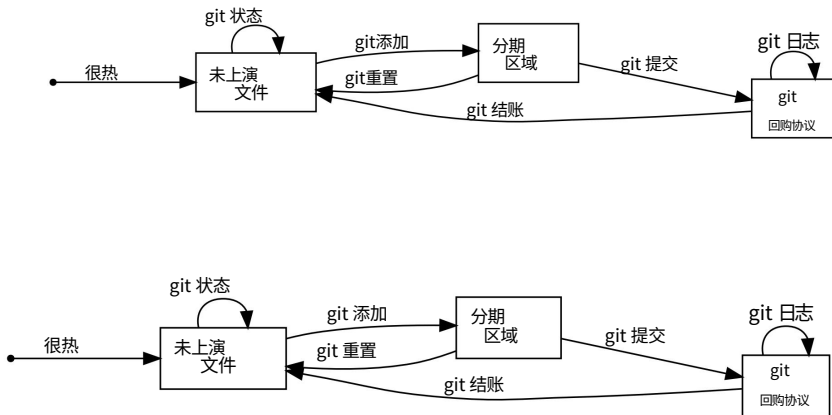 git 状态
git添加
分期
区域
git 日志
很热
未上演
文件
git重置
git 提交
git
git 结账
回购协议
git 状态
git 添加
分期
区域
git 日志
很热
未上演
文件
git 重置
git 提交
git
git 结账
回购协议